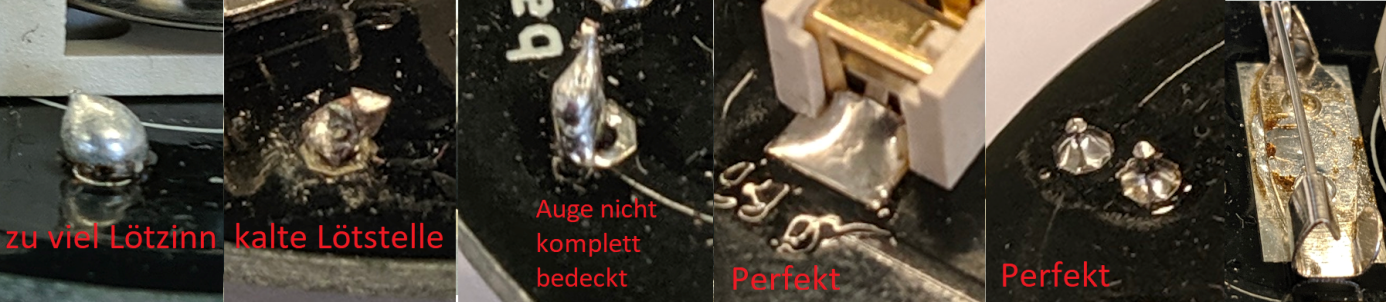 zu viel Lötzinn
kalte Lötstelle
Auge nicht
komplett
bedeckt
Perfekt
Perfekt